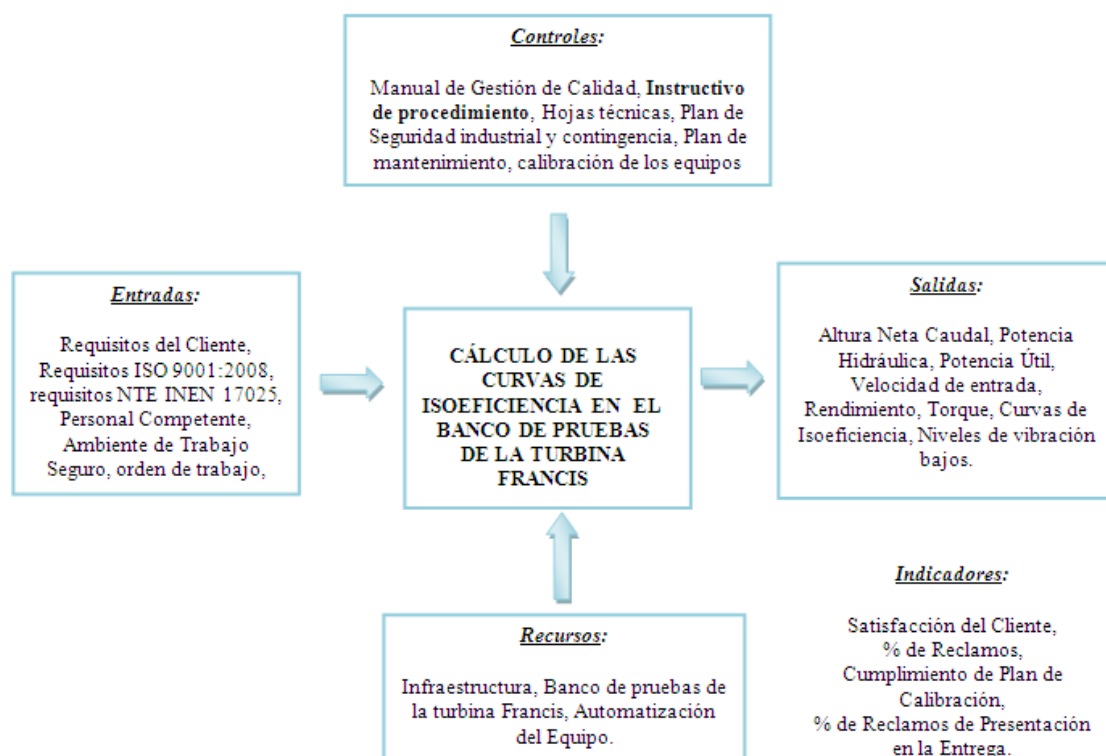 Controles:
Manual de Gestión de Calidad, Instructivo
de procedimiento, Hojas técnicas, Plan de
Seguridad industrial y contingencia, Plan de
mantenimiento, calibración de los equipos
Entradas:
Requisitos del Cliente,
Requisitos ISO 9001:2008,
requisitos NTE INEN 17025,
Personal Competente,
Ambiente de Trabajo
Seguro, orden de trabajo,
CÁLCULO DE LAS
CURVAS DE
ISOEFICIENCIA EN EL
BANCO DE PRUEBAS
DE LA TURBINA
FRANCIS
Salidas:
Altura Neta Caudal, Potencia
Hidráulica, Potencia Útil,
Velocidad de entrada,
Rendimiento, Torque, Curvas de
Isoeficiencia, Niveles de vibración
bajos.
Recursos:
Infraestructura, Banco de pruebas de
la turbina Francis, Automatización
del Equipo.
Indicadores:
Satisfacción del Cliente,
% de Reclamos,
Cumplimiento de Plan de
Calibración,
% de Reclamos de Presentación
en la Entrega.